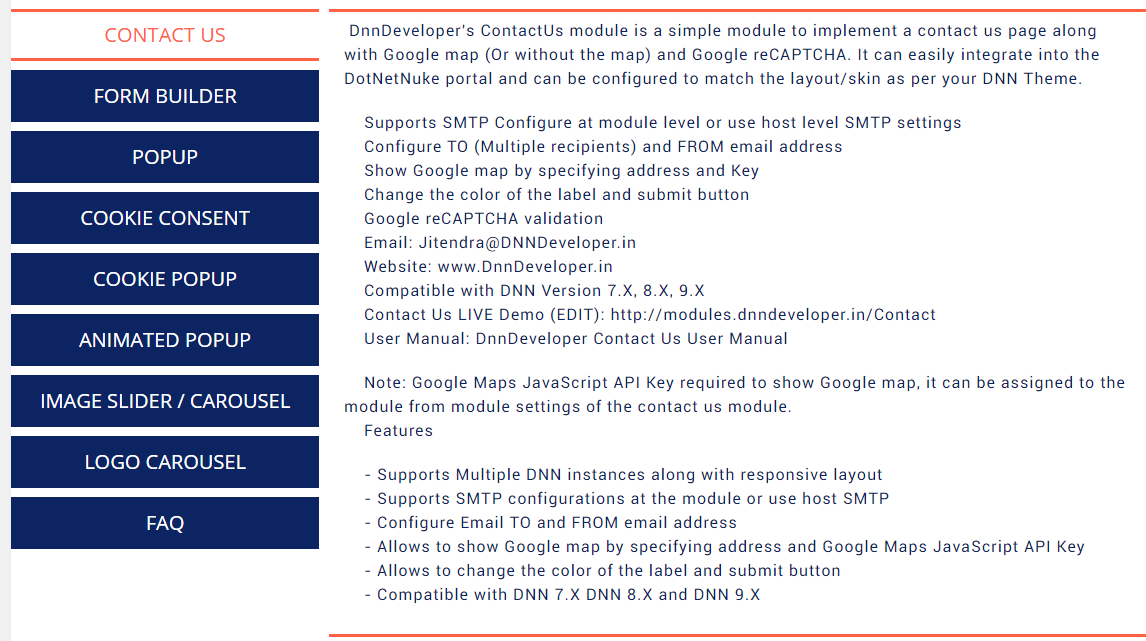 CONTACT US
FORM BUILDER
POPUP
COOKIE CONSENT
COOKIE POPUP
ANIMATED POPUP
IMAGE SLIDER / CAROUSEL
LOGO CAROUSEL
FAQ
DnnDeveloper's ContactUs module is a simple module to implement a contact us page along
with Google map (Or without the map) and Google reCAPTCHA. It can easily integrate into the
DotNetNuke portal and can be configured to match the layout/skin as per your DNN Theme.
Supports SMTP Configure at module level or use host level SMTP settings
Configure TO (Multiple recipients) and FROM email address
Show Google map by specifying address and Key
Change the color of the label and submit button
Google reCAPTCHA validation
Email: Jitendra@DNNDeveloper.in
Website: www.DnnDeveloper.in
Compatible with DNN Version 7.X, 8.X, 9.X
Contact Us LIVE Demo (EDIT): http://modules.dnndeveloper.in/Contact
User Manual: DnnDeveloper Contact Us User Manual
Note: Google Maps JavaScript API Key required to show Google map, it can be assigned to the
module from module settings of the contact us module.
Features
- Supports Multiple DNN instances along with responsive layout
- Supports SMTP configurations at the module or use host SMTP
- Configure Email TO and FROM email address
- Allows to show Google map by specifying address and Google Maps JavaScript API Key
- Allows to change the color of the label and submit button
- Compatible with DNN 7.X DNN 8.X and DNN 9.X